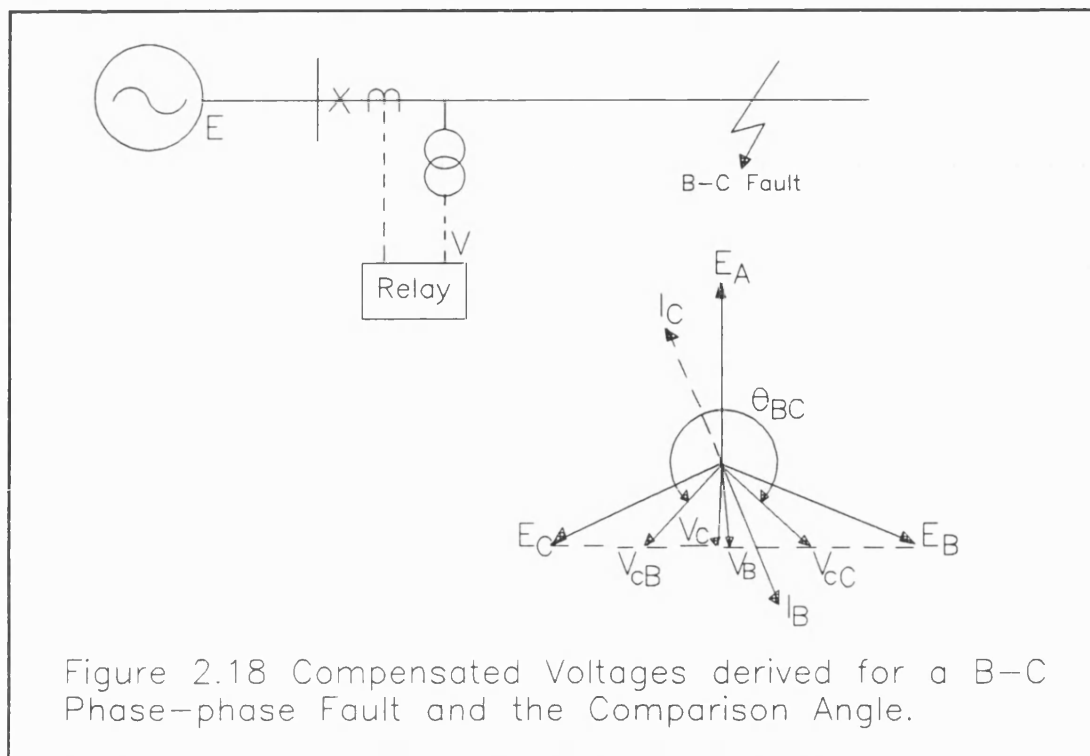 E
V
Relay
B-C Fault
E_A
I_C
θ_BC
E_C
V_C
E_B
V_cB
V_B
V_cC
I_B
Figure 2.18 Compensated Voltages derived for a B-C
Phase-phase Fault and the Comparison Angle.